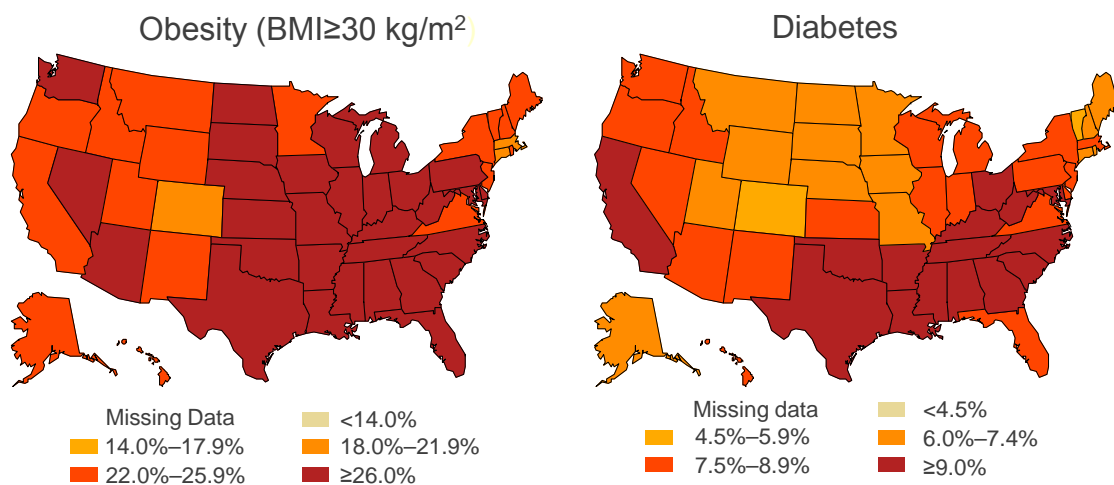 Obesity (BMI≥30 kg/m²)
Diabetes
Missing Data
<14.0%
14.0%–17.9%
18.0%–21.9%
22.0%–25.9%
≥26.0%
Missing data
<4.5%
4.5%–5.9%
6.0%–7.4%
7.5%–8.9%
≥9.0%